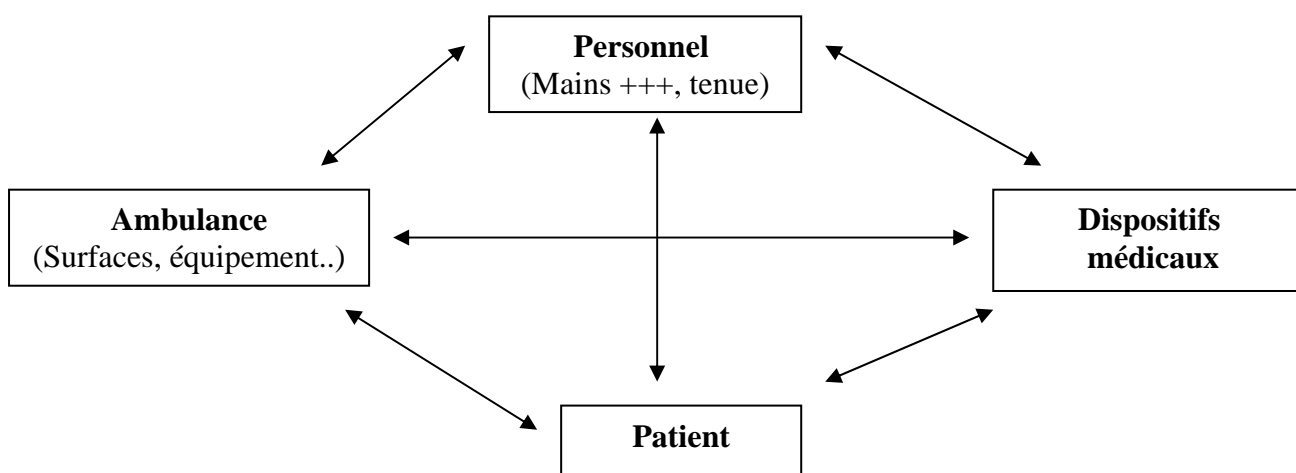 Personnel
(Mains +++, tenue)
Ambulance
(Surfaces, équipement..)
Dispositifs
médicaux
Patient